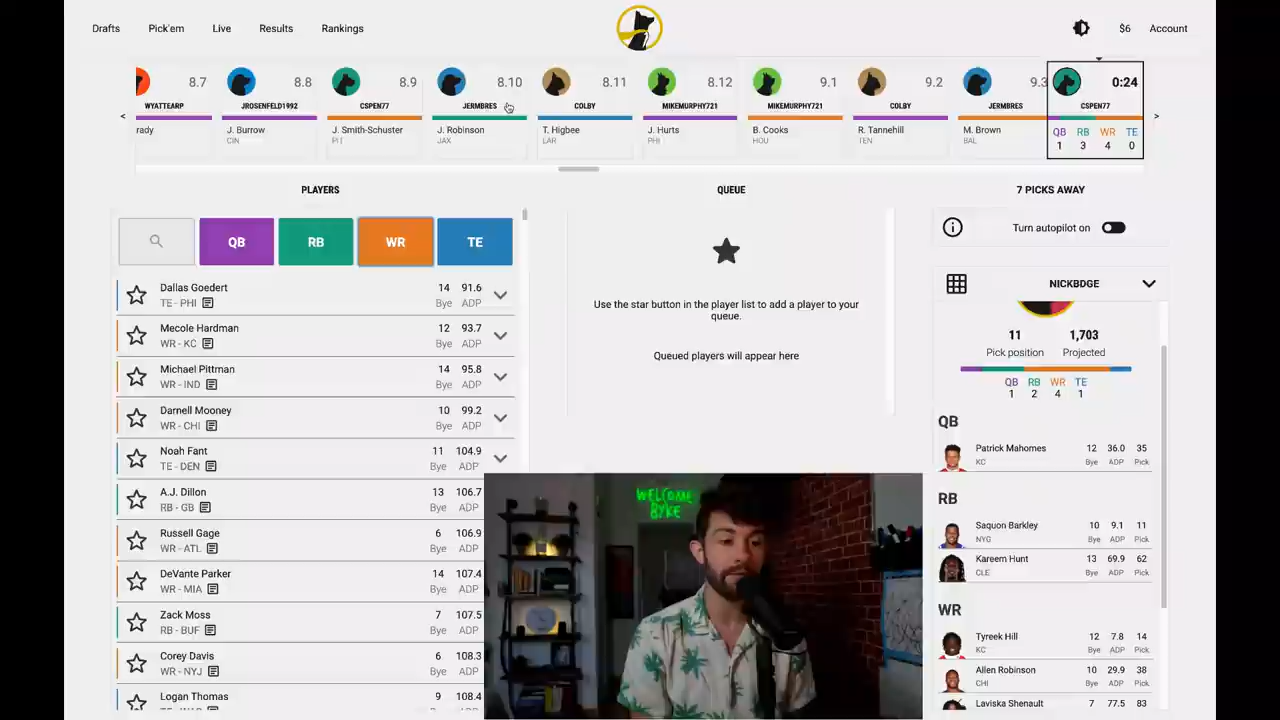 Drafts Pick'em Live Results Rankings $6 Account
8.7 8.8 8.9 8.10 8.11 8.12 9.1 9.2 9.3 0:24
WYATTEARP JROSENFELD1992 CSPEN77 JERMBRES COLBY MIKEMURPHY721 MIKEMURPHY721 COLBY JERMBRES CSPEN77
rady J. Burrow J. Smith-Schuster J. Robinson T. Higbee J. Hurts B. Cooks R. Tannehill M. Brown QB RB WR TE
CIN PIT JAX LAR PHI HOU TEN BAL 1 3 4 0
< >
PLAYERS QUEUE 7 PICKS AWAY
QB RB WR TE
Turn autopilot on
Use the star button in the player list to add a player to your
queue.
Queued players will appear here
NICKBDGE
11 1,703
Pick position Projected
QB RB WR TE
1 2 4 1
QB
Patrick Mahomes 12 36.0 35
KC Bye ADP Pick
RB
Saquon Barkley 10 9.1 11
NYG Bye ADP Pick
Kareem Hunt 13 69.9 62
CLE Bye ADP Pick
WR
Tyreek Hill 12 7.8 14
KC Bye ADP Pick
Allen Robinson 10 29.9 38
CHI Bye ADP Pick
Laviska Shenault 7 77.5 83
Dallas Goedert 14 91.6
TE - PHI Bye ADP
Mecole Hardman 12 93.7
WR - KC Bye ADP
Michael Pittman 14 95.8
WR - IND Bye ADP
Darnell Mooney 10 99.2
WR - CHI Bye ADP
Noah Fant 11 104.9
TE - DEN Bye ADP
A.J. Dillon 13 106.7
RB - GB Bye ADP
Russell Gage 6 106.9
WR - ATL Bye ADP
DeVante Parker 14 107.4
WR - MIA Bye ADP
Zack Moss 7 107.5
RB - BUF Bye ADP
Corey Davis 6 108.3
WR - NYJ Bye ADP
Logan Thomas 9 108.4
WELCOME
BYKE